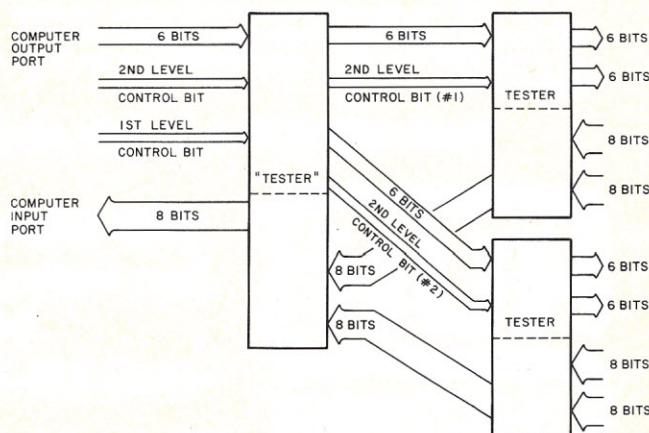 COMPUTER
OUTPUT
PORT
6 BITS
6 BITS
6 BITS
2ND LEVEL
CONTROL BIT
2ND LEVEL
CONTROL BIT (#1)
TESTER
6 BITS
1ST LEVEL
CONTROL BIT
8 BITS
"TESTER"
8 BITS
COMPUTER
INPUT
PORT
8 BITS
6 BITS
2ND LEVEL
CONTROL BIT (#2)
8 BITS
8 BITS
6 BITS
6 BITS
TESTER
8 BITS
8 BITS